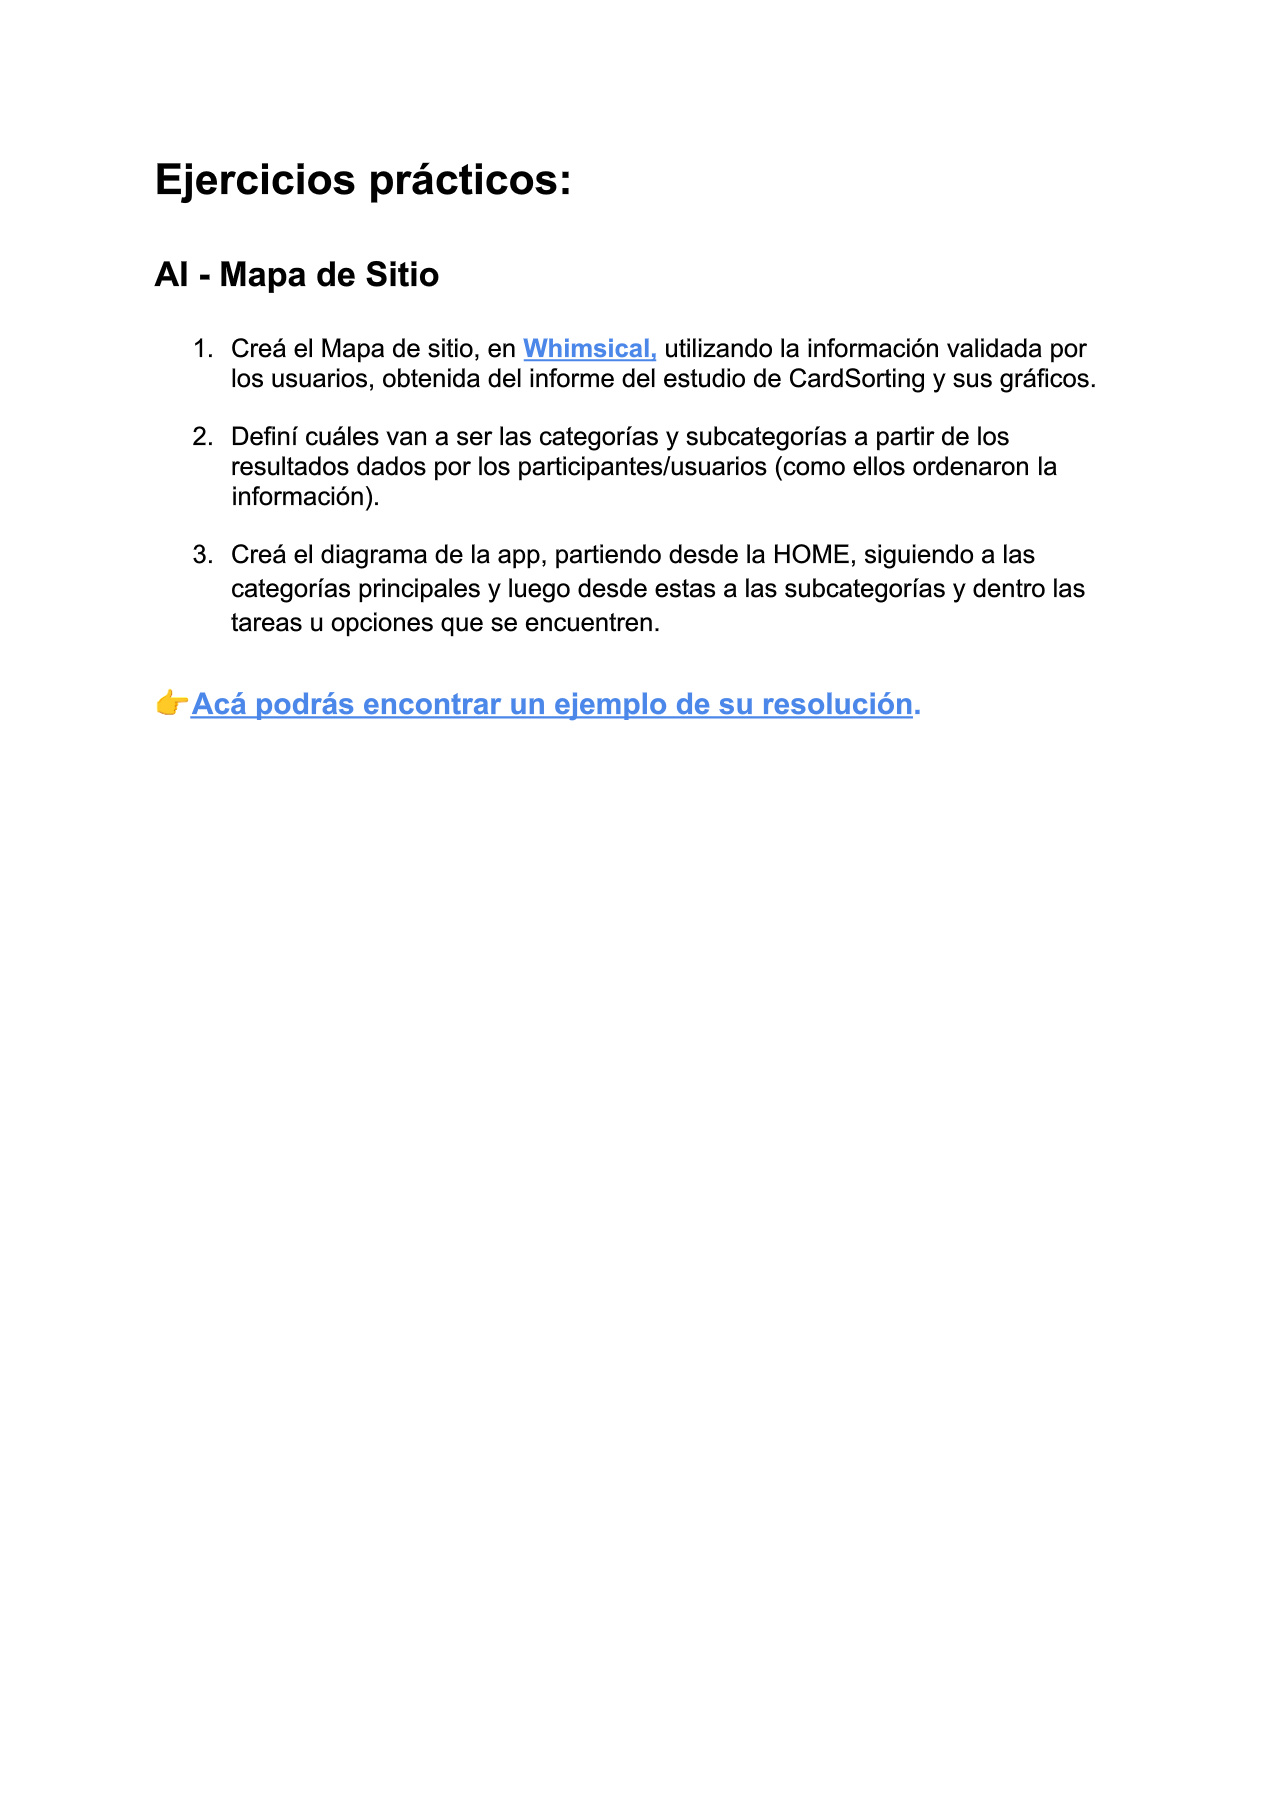 Ejercicios prácticos:
AI - Mapa de Sitio
1. Creá el Mapa de sitio, en Whimsical, utilizando la información validada por
los usuarios, obtenida del informe del estudio de CardSorting y sus gráficos.
2. Definí cuáles van a ser las categorías y subcategorías a partir de los
resultados dados por los participantes/usuarios (como ellos ordenaron la
información).
3. Creá el diagrama de la app, partiendo desde la HOME, siguiendo a las
categorías principales y luego desde estas a las subcategorías y dentro las
tareas u opciones que se encuentren.
👉Acá podrás encontrar un ejemplo de su resolución.